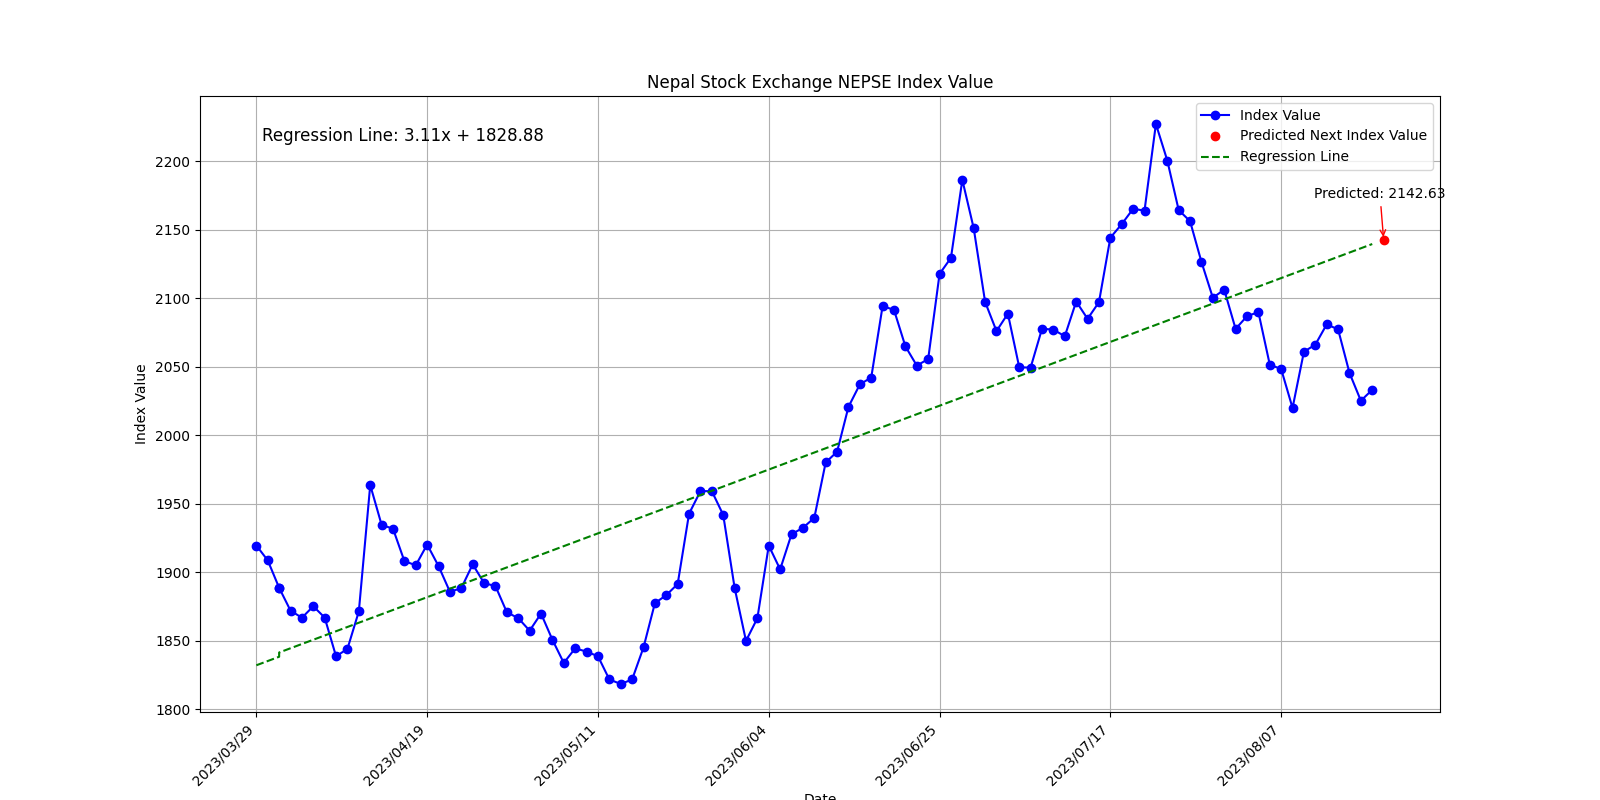 Nepal Stock Exchange NEPSE Index Value
Regression Line: 3.11x + 1828.88
Index Value
Predicted Next Index Value
Regression Line
Predicted: 2142.63
2200
2150
2100
2050
2000
1950
1900
1850
1800
Index Value
2023/03/29
2023/04/19
2023/05/11
2023/06/04
2023/06/25
2023/07/17
2023/08/07
Date